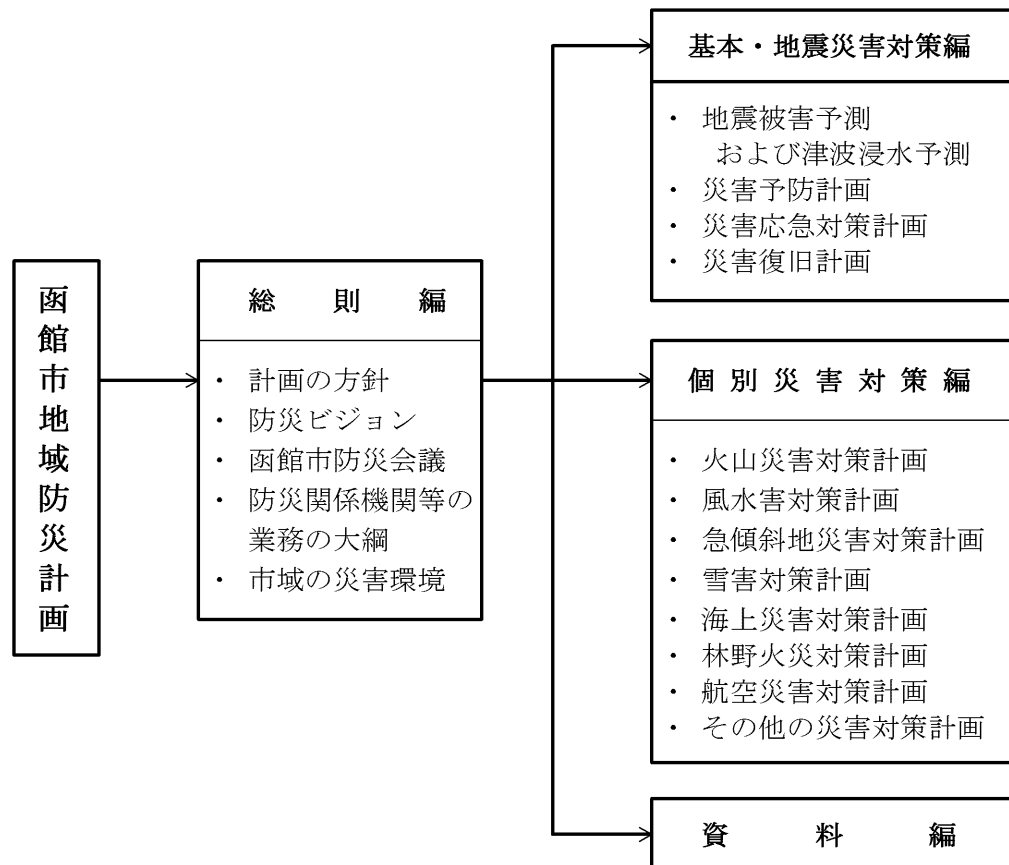 函館市地域防災計画
総則編
・ 計画の方針
・ 防災ビジョン
・ 函館市防災会議
・ 防災関係機関等の
業務の大綱
・ 市域の災害環境
基本・地震災害対策編
・ 地震被害予測
および津波浸水予測
・ 災害予防計画
・ 災害応急対策計画
・ 災害復旧計画
個別災害対策編
・ 火山災害対策計画
・ 風水害対策計画
・ 急傾斜地災害対策計画
・ 雪害対策計画
・ 海上災害対策計画
・ 林野火災対策計画
・ 航空災害対策計画
・ その他の災害対策計画
資料編